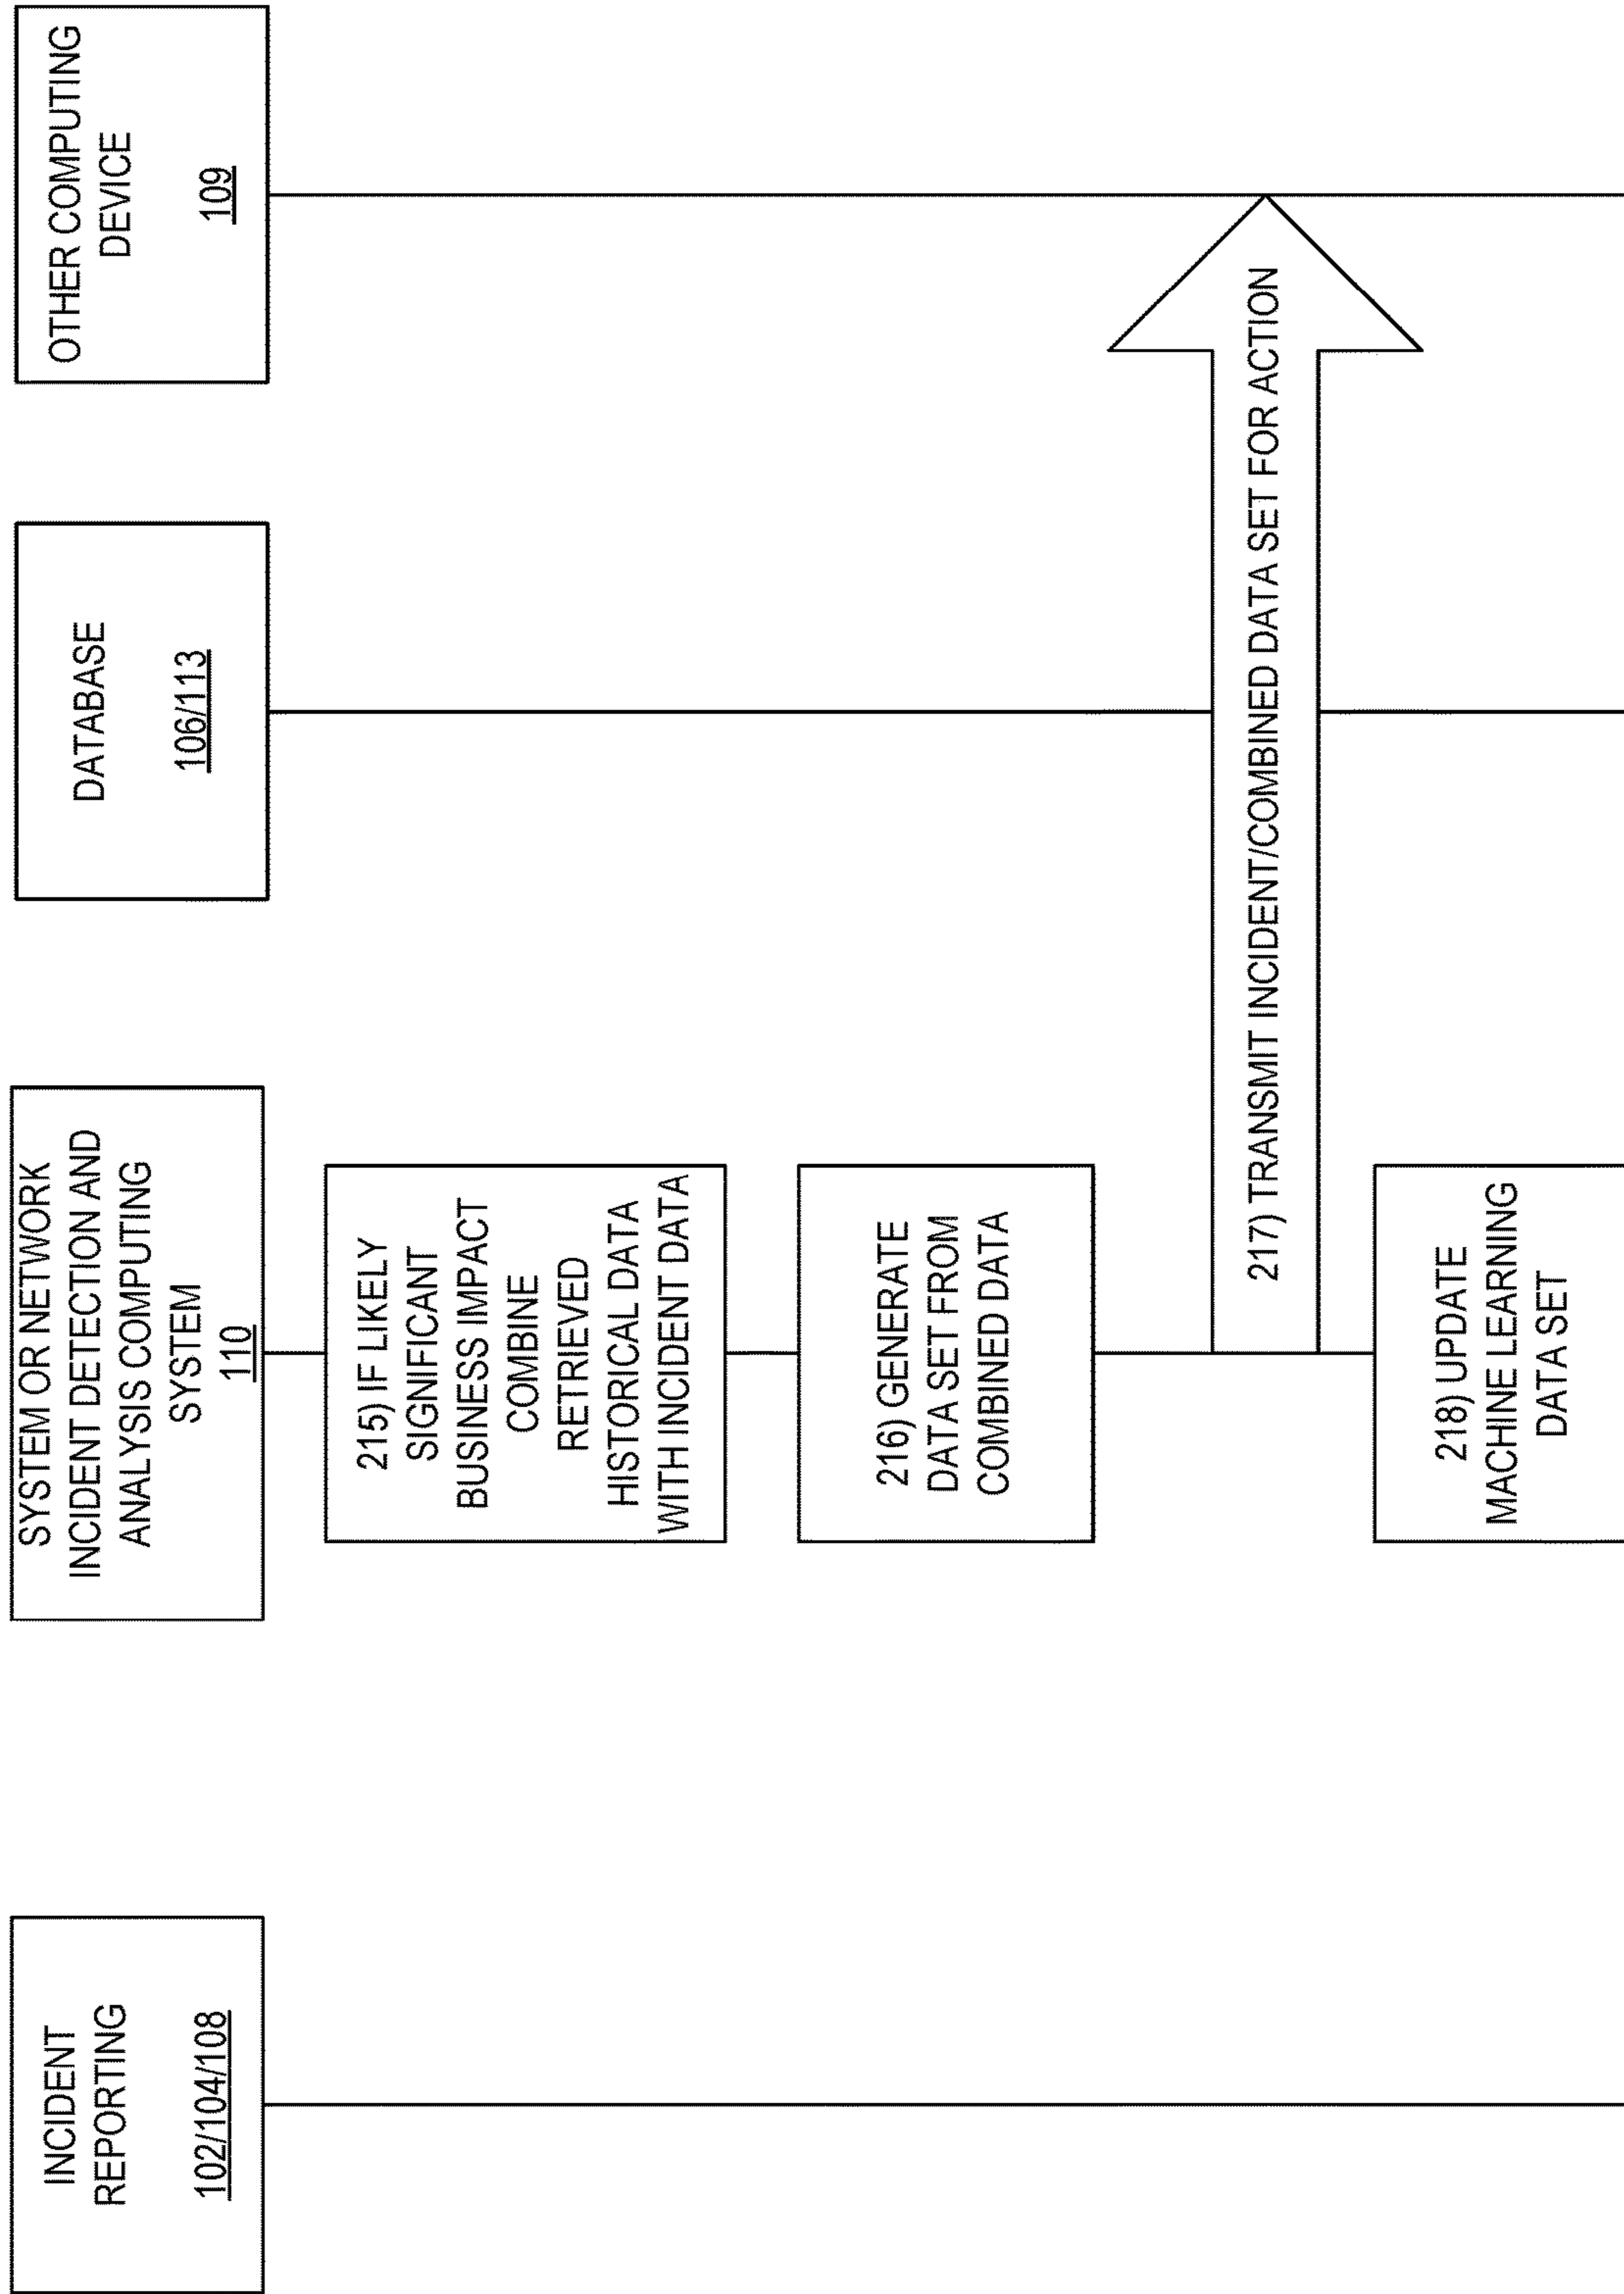 INCIDENT
REPORTING
102/104/108
SYSTEM OR NETWORK
INCIDENT DETECTION AND
ANALYSIS COMPUTING
SYSTEM
110
DATABASE
106/113
OTHER COMPUTING
DEVICE
109
215) IF LIKELY
SIGNIFICANT
BUSINESS IMPACT
COMBINE
RETRIEVED
HISTORICAL DATA
WITH INCIDENT DATA
216) GENERATE
DATA SET FROM
COMBINED DATA
217) TRANSMIT INCIDENT/COMBINED DATA SET FOR ACTION
218) UPDATE
MACHINE LEARNING
DATA SET